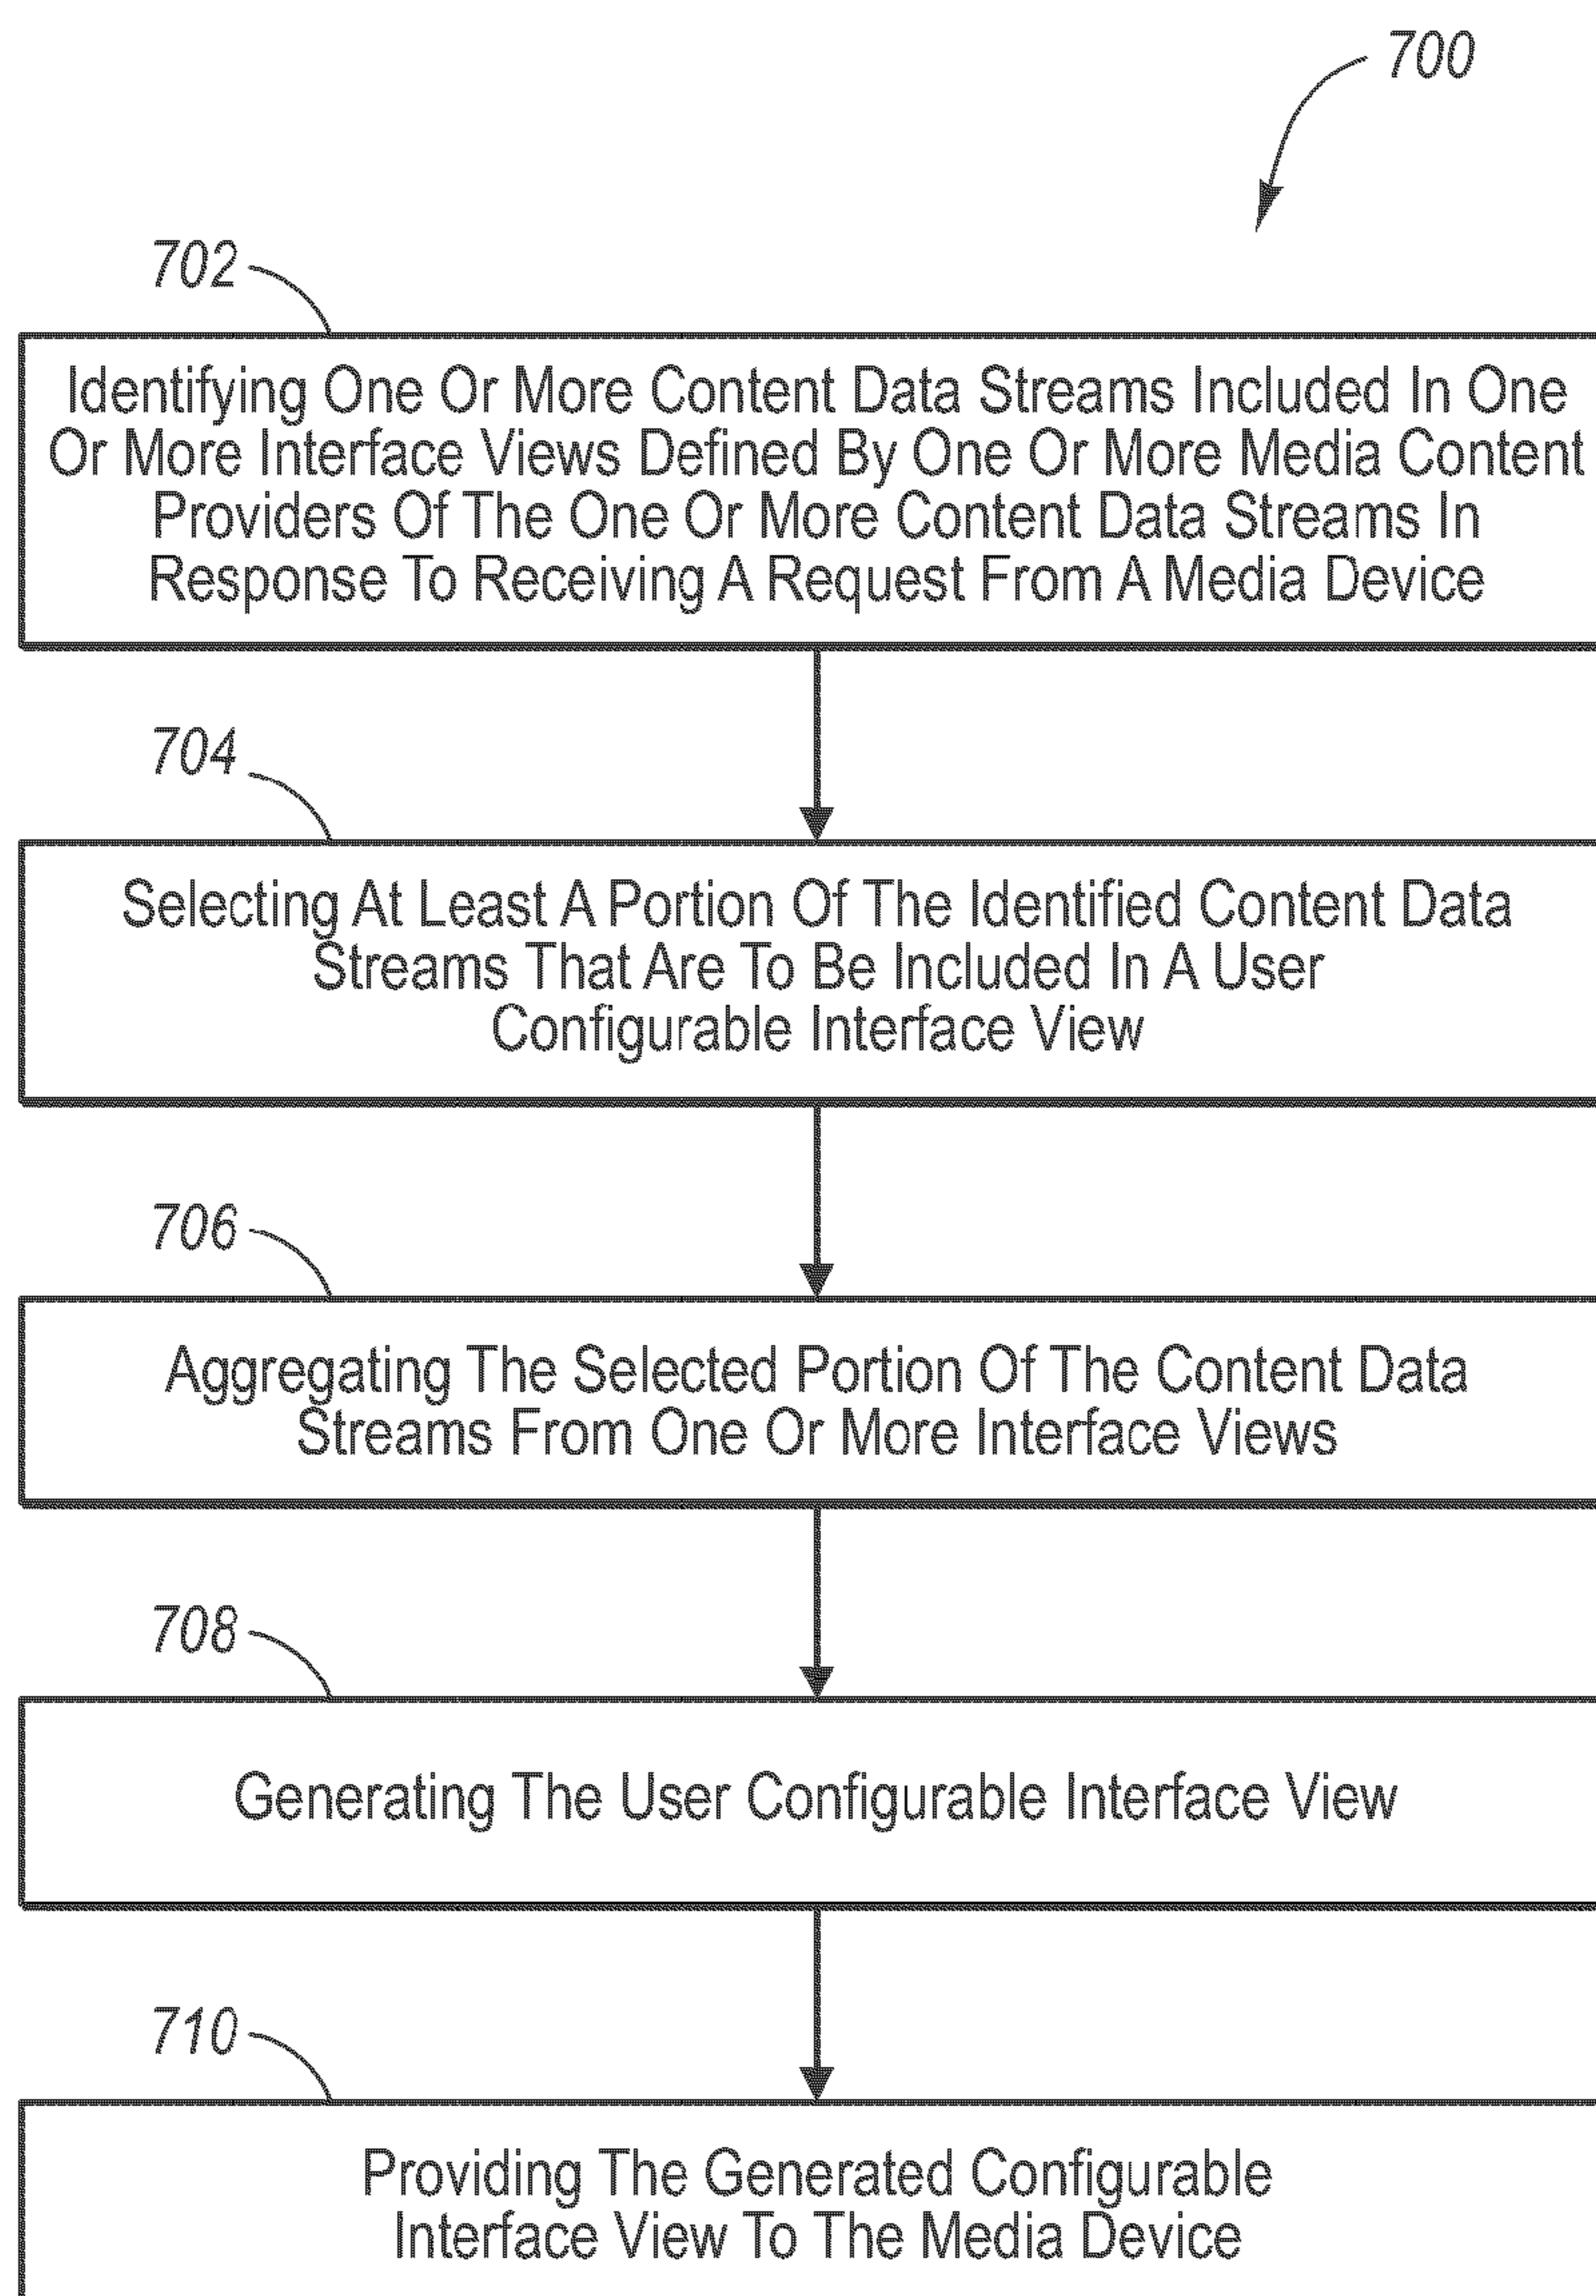 700
702
Identifying One Or More Content Data Streams Included In One
Or More Interface Views Defined By One Or More Media Content
Providers Of The One Or More Content Data Streams In
Response To Receiving A Request From A Media Device
704
Selecting At Least A Portion Of The Identified Content Data
Streams That Are To Be Included In A User
Configurable Interface View
706
Aggregating The Selected Portion Of The Content Data
Streams From One Or More Interface Views
708
Generating The User Configurable Interface View
710
Providing The Generated Configurable
Interface View To The Media Device